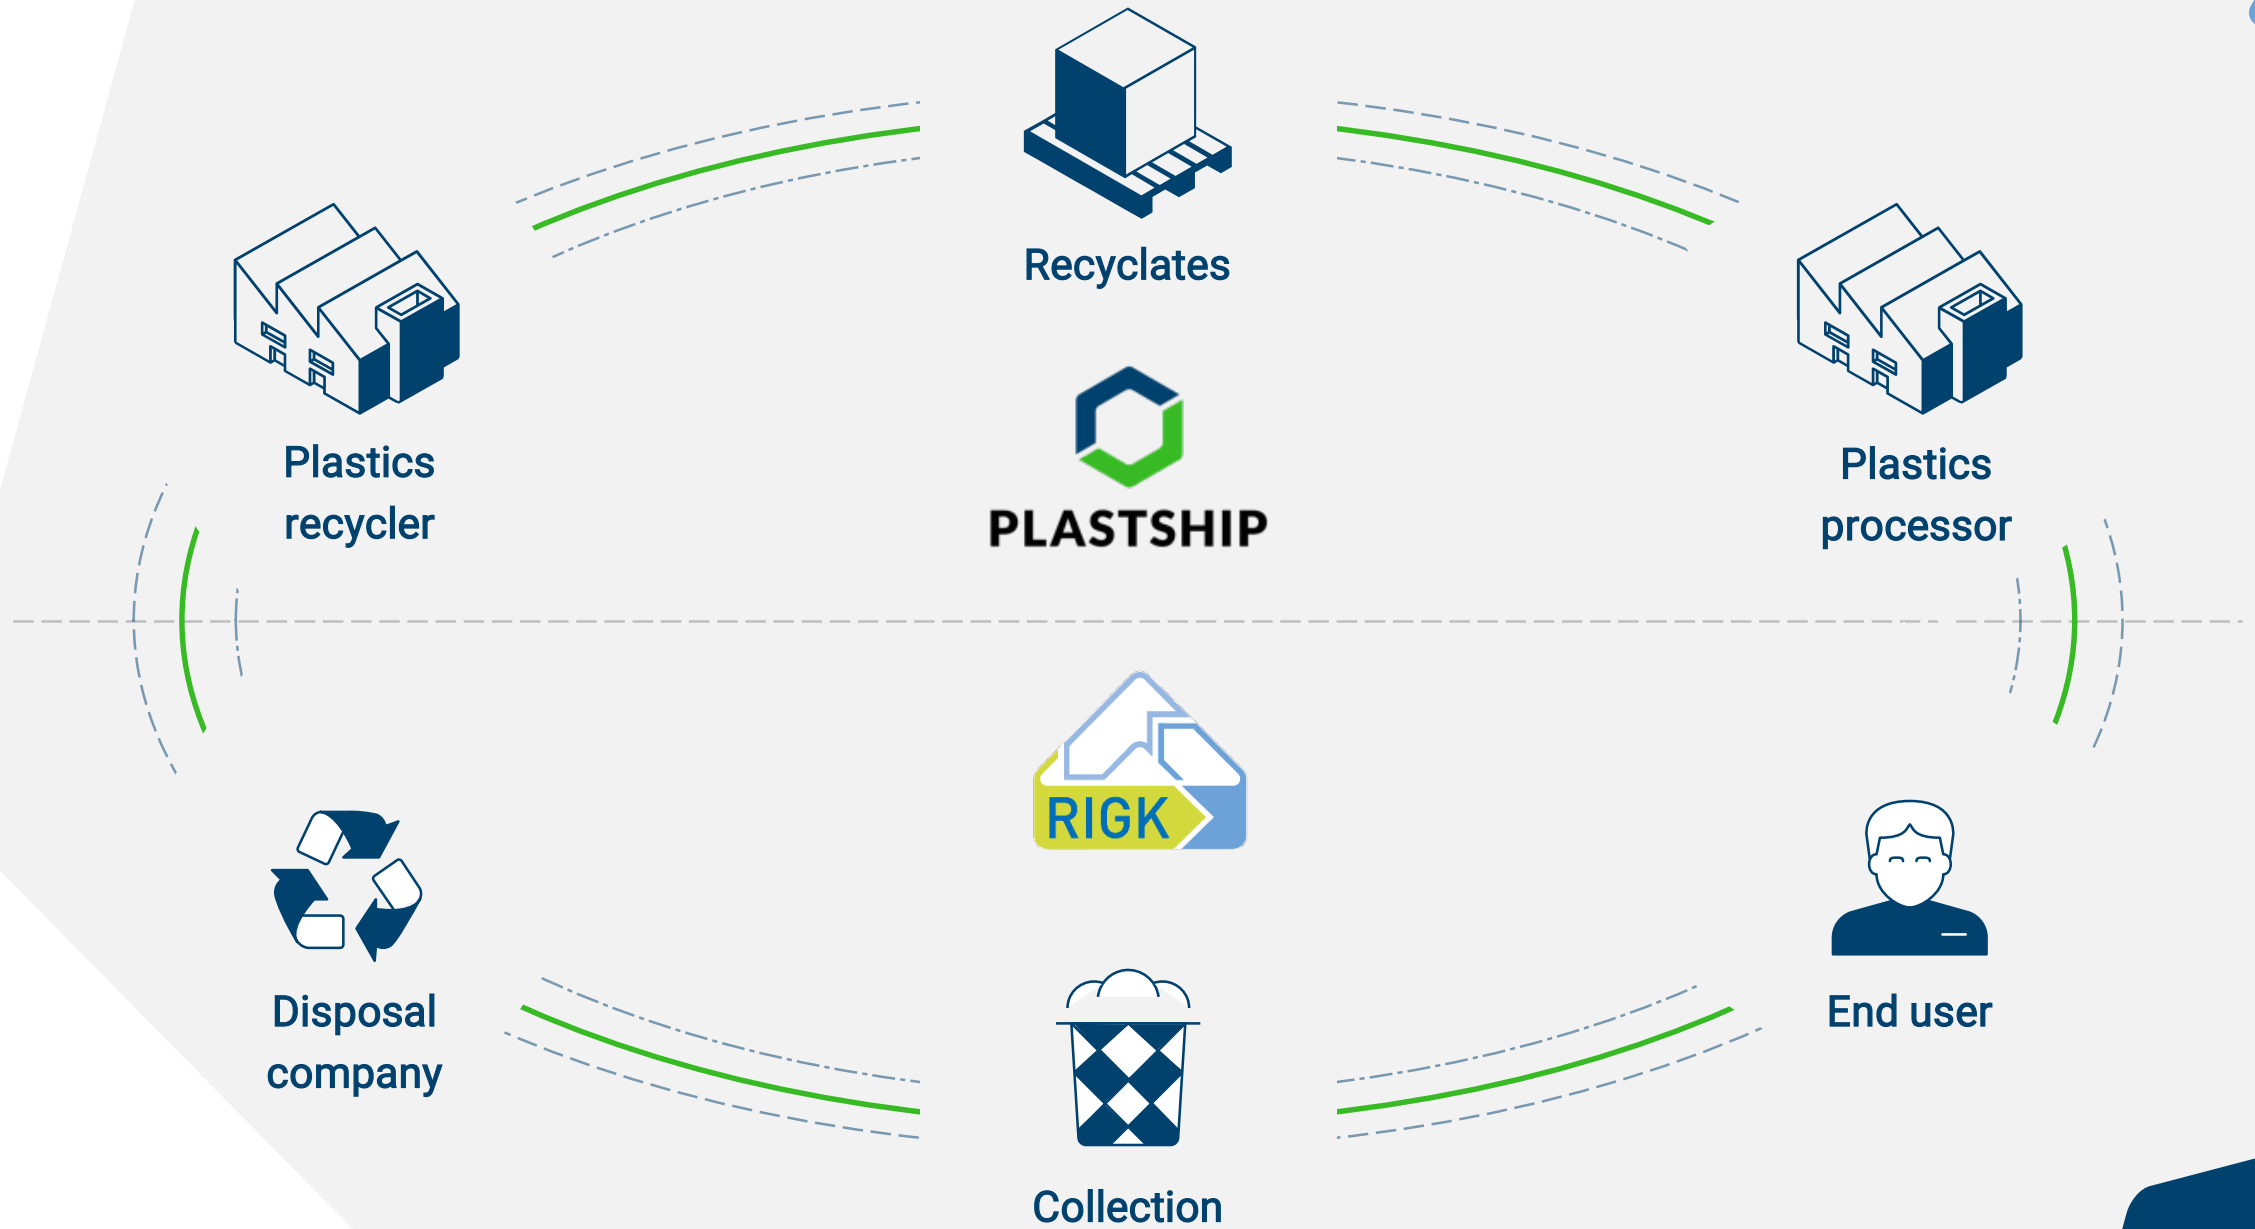 Recyclates
Plastics
recycler
PLASTSHIP
Plastics
processor
RIGK
Disposal
company
End user
Collection